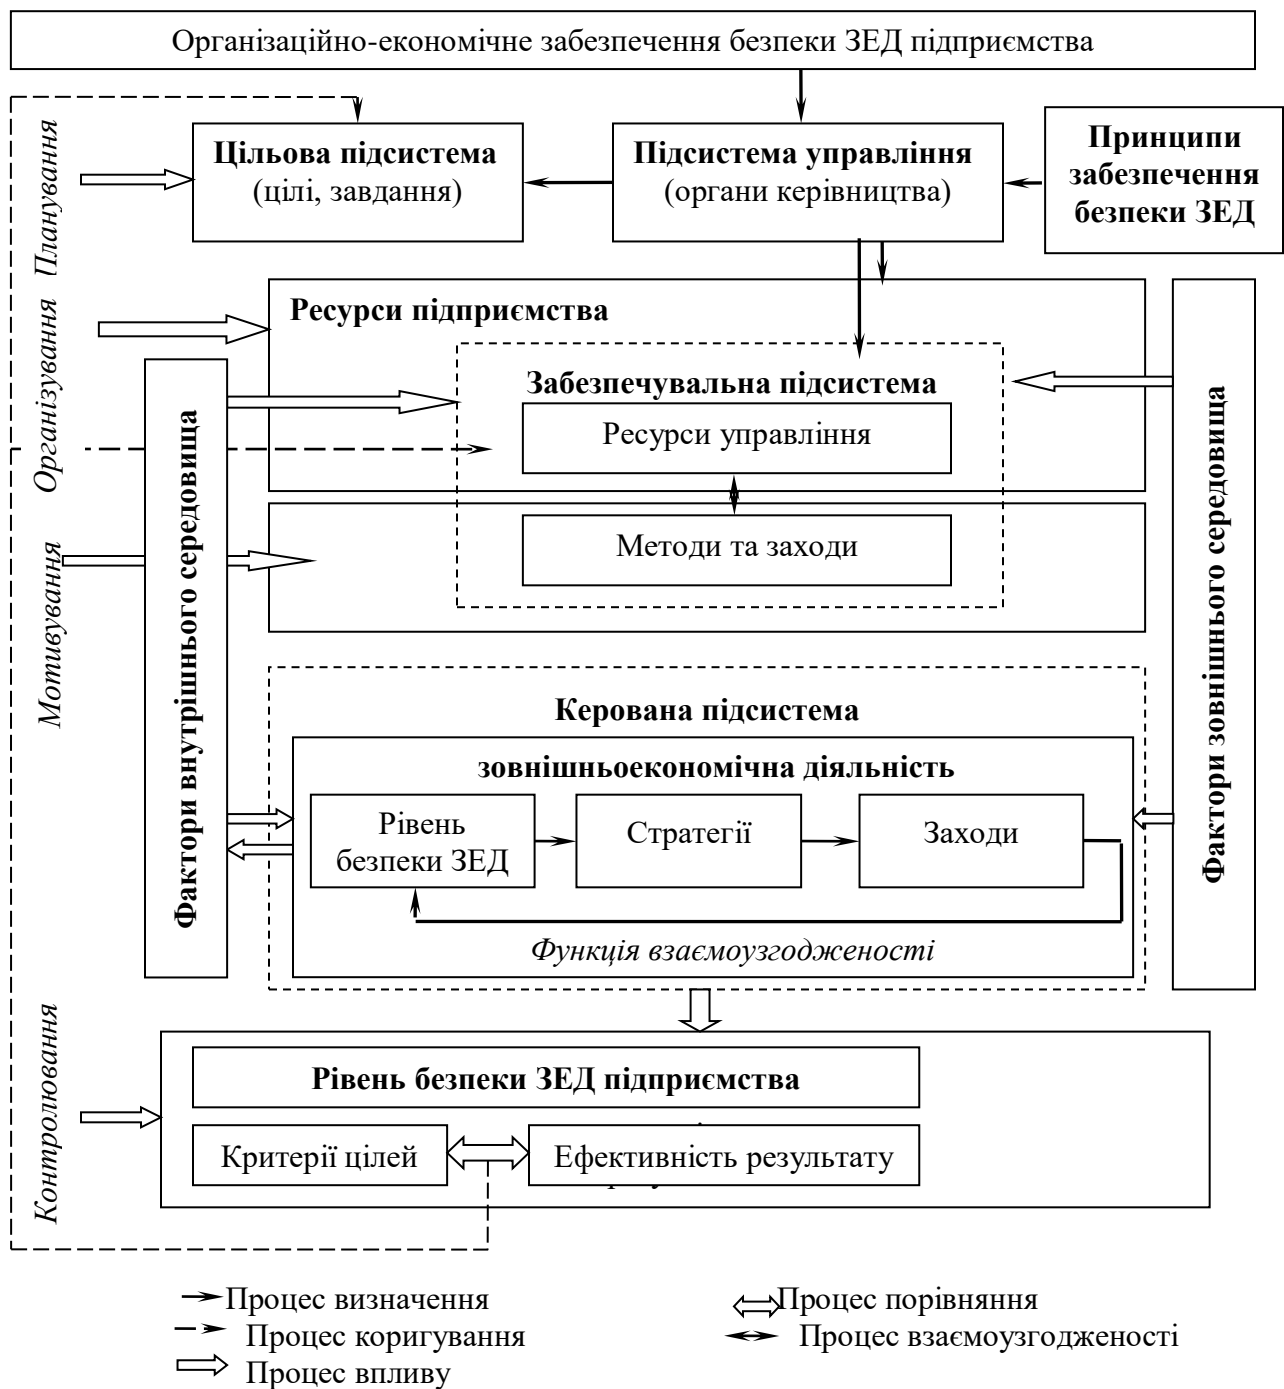 Організаційно-економічне забезпечення безпеки ЗЕД підприємства
Планування
Цільова підсистема
(цілі, завдання)
Підсистема управління
(органи керівництва)
Принципи
забезпечення
безпеки ЗЕД
Організування
Ресурси підприємства
Забезпечувальна підсистема
Ресурси управління
Методи та заходи
Мотивування
Фактори внутрішнього середовища
Фактори зовнішнього середовища
Керована підсистема
зовнішньоекономічна діяльність
Рівень
безпеки ЗЕД
Стратегії
Заходи
Функція взаємоузгодженості
Контролювання
Рівень безпеки ЗЕД підприємства
Критерії цілей
Ефективність результату
Процес визначення
Процес коригування
Процес впливу
Процес порівняння
Процес взаємоузгодженості